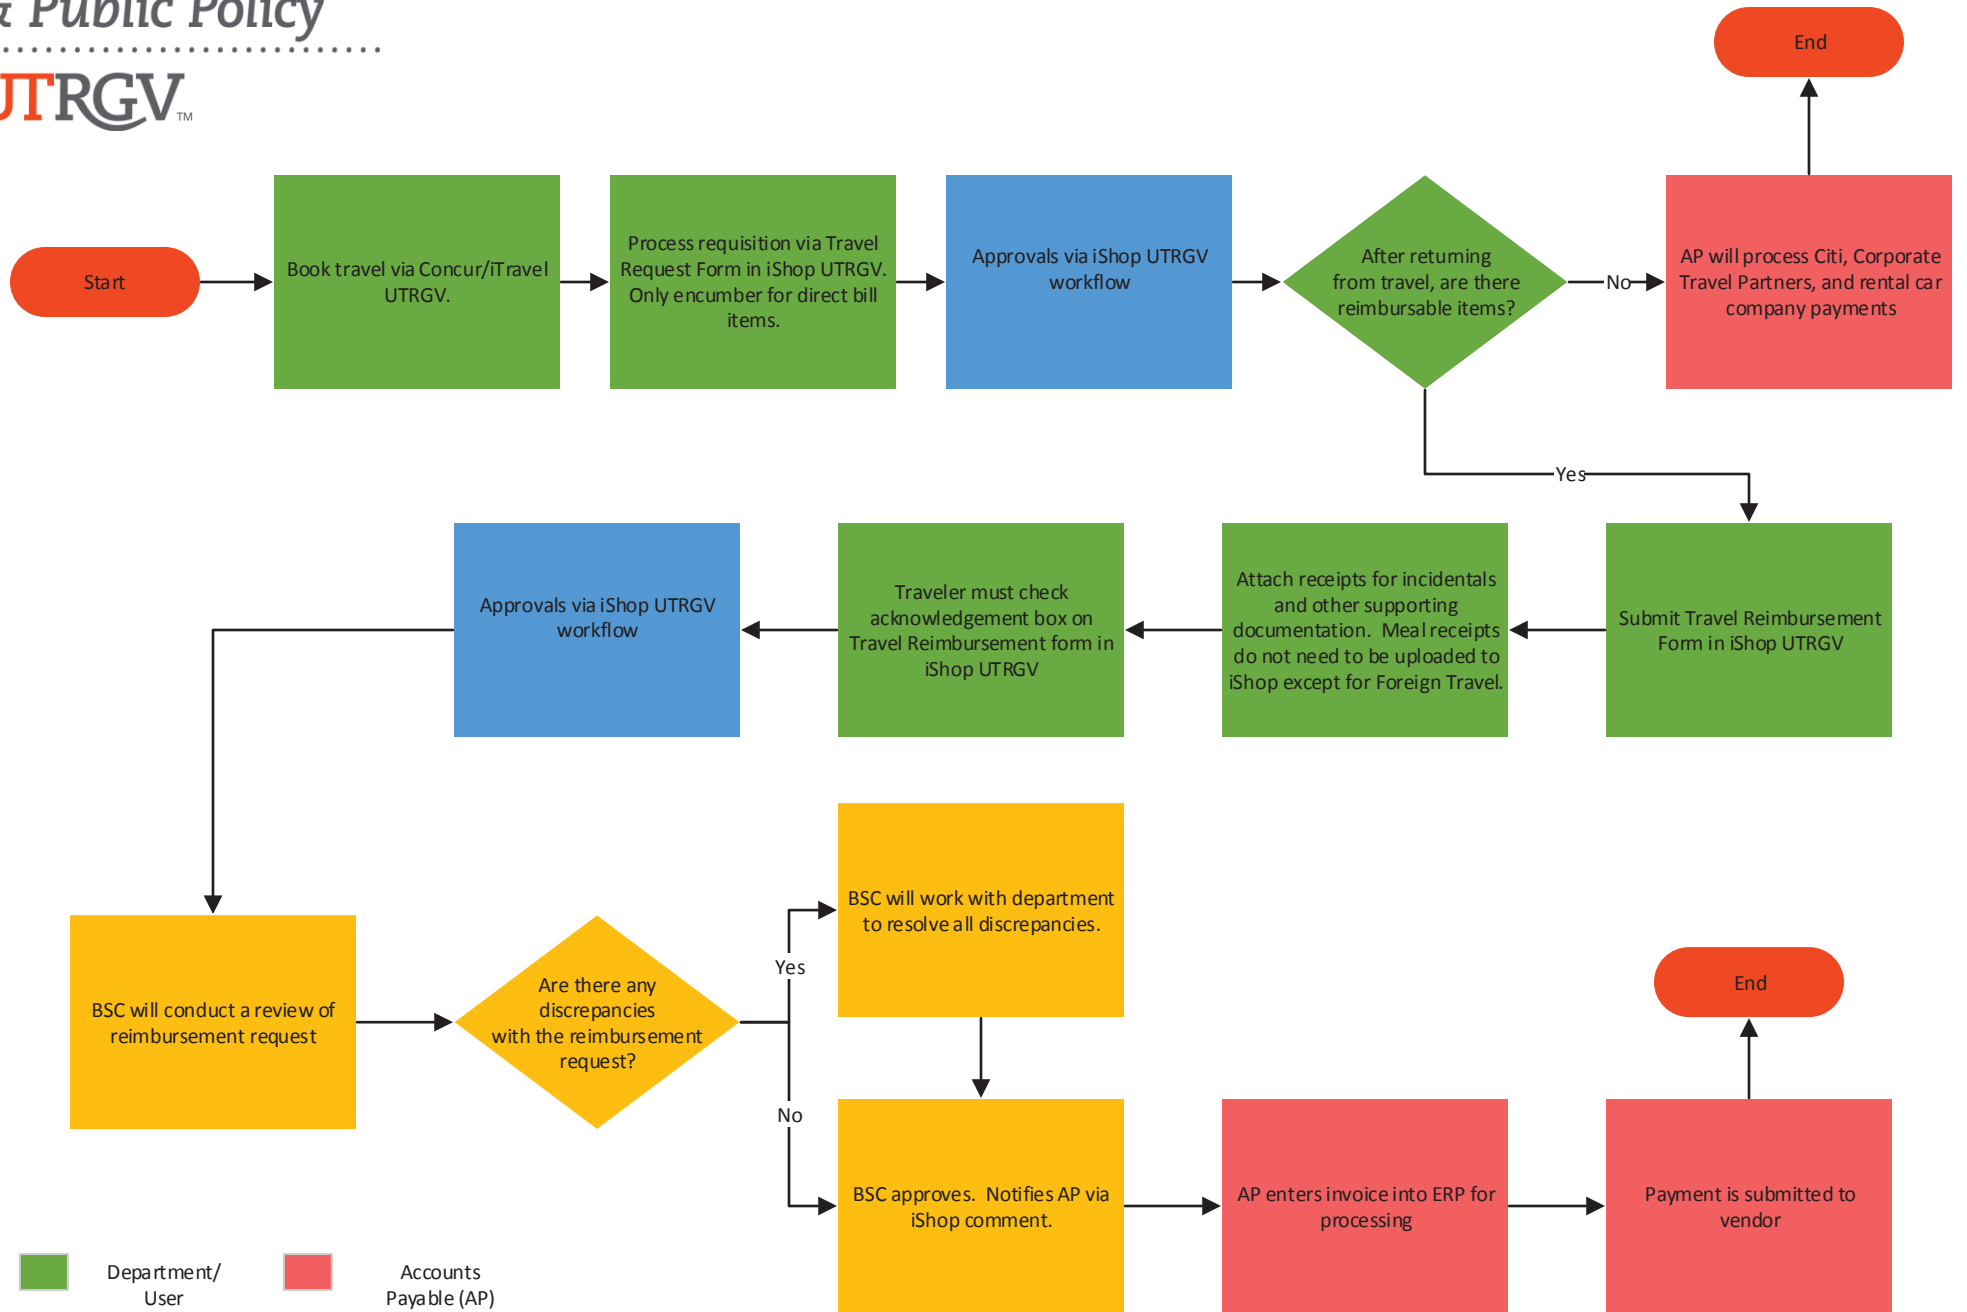 & Public Policy
UTRGV™
End
Start
Book travel via Concur/iTravel
UTRGV.
Process requisition via Travel
Request Form in iShop UTRGV.
Only encumber for direct bill
items.
Approvals via iShop UTRGV
workflow
After returning
from travel, are there
reimbursable items?
No
AP will process Citi, Corporate
Travel Partners, and rental car
company payments
Yes
Approvals via iShop UTRGV
workflow
Traveler must check
acknowledgement box on
Travel Reimbursement form in
iShop UTRGV
Attach receipts for incidentals
and other supporting
documentation.  Meal receipts
do not need to be uploaded to
iShop except for Foreign Travel.
Submit Travel Reimbursement
Form in iShop UTRGV
BSC will work with department
to resolve all discrepancies.
Yes
BSC will conduct a review of
reimbursement request
Are there any
discrepancies
with the reimbursement
request?
End
No
BSC approves.  Notifies AP via
iShop comment.
AP enters invoice into ERP for
processing
Payment is submitted to
vendor
Department/
User
Accounts
Payable (AP)